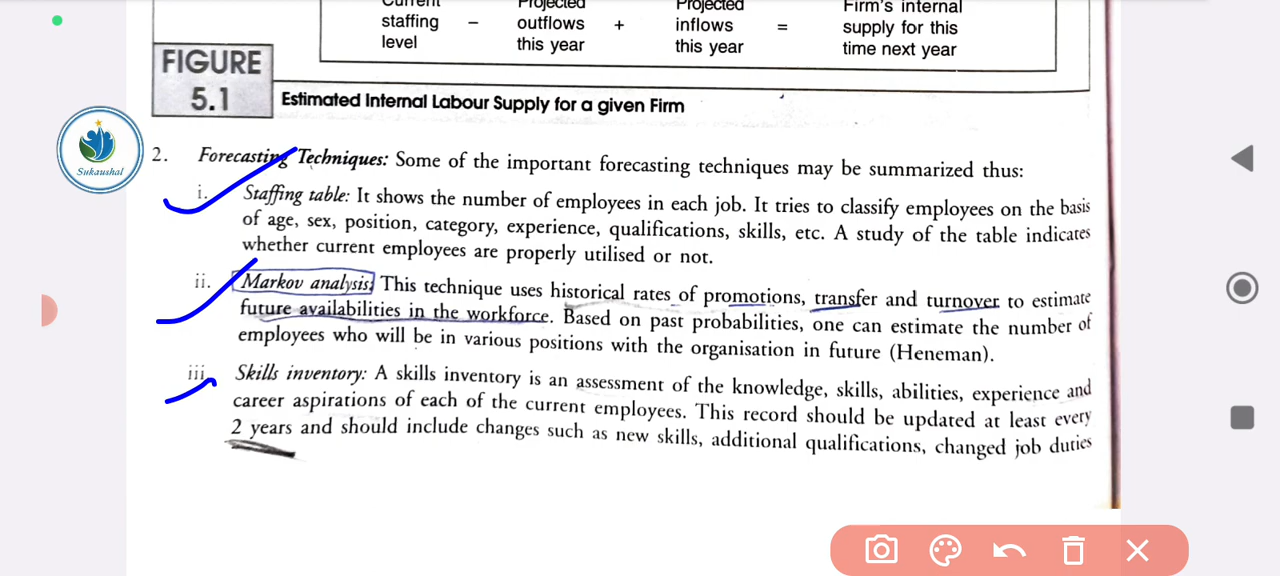 Current Projected Projected Firm's internal
staffing – outflows + inflows = supply for this
level this year this year time next year
FIGURE
5.1
Estimated Internal Labour Supply for a given Firm
Sukaushal
2. Forecasting Techniques: Some of the important forecasting techniques may be summarized thus:
i. Staffing table: It shows the number of employees in each job. It tries to classify employees on the basis
of age, sex, position, category, experience, qualifications, skills, etc. A study of the table indicates
whether current employees are properly utilised or not.
ii. Markov analysis: This technique uses historical rates of promotions, transfer and turnover to estimate
future availabilities in the workforce. Based on past probabilities, one can estimate the number of
employees who will be in various positions with the organisation in future (Heneman).
iii. Skills inventory: A skills inventory is an assessment of the knowledge, skills, abilities, experience and
career aspirations of each of the current employees. This record should be updated at least every
2 years and should include changes such as new skills, additional qualifications, changed job duties